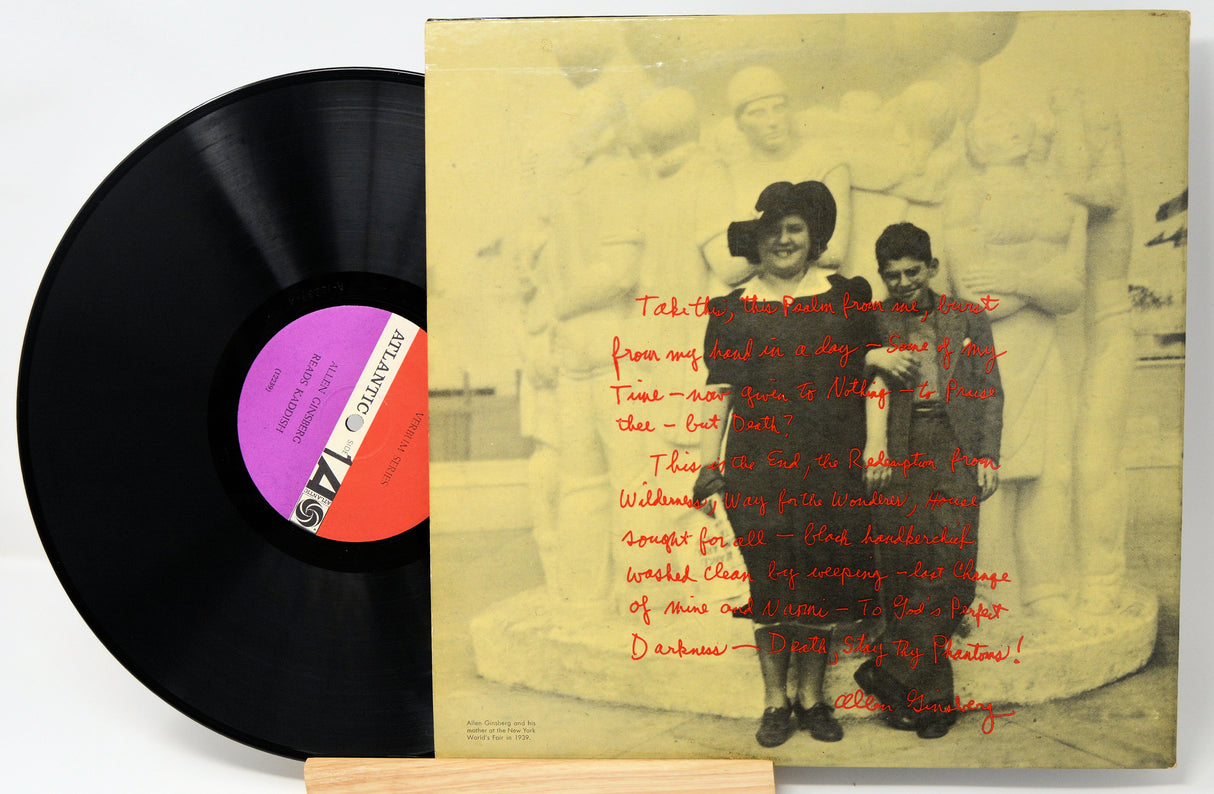 ATLANTIC
VERBUM SERIES
SIDE
14
ALLEN GINSBERG
READS KADDISH
(12239)
ATLANTIC
Take this, this Psalm from me, burst
from my hand in a day – Some of my
Time – now given to Nothing – to Praise
thee – but Death?
This is the End, the Redemption from
Wilderness, Way for the Wonderer, House
sought for all – black handkerchief
washed clean by weeping – last Change
of mine and Naomi – To God's Perfect
Darkness – Death, Stay Thy Phantoms!
Allen Ginsberg
Allen Ginsberg and his
mother at the New York
World's Fair in 1939.